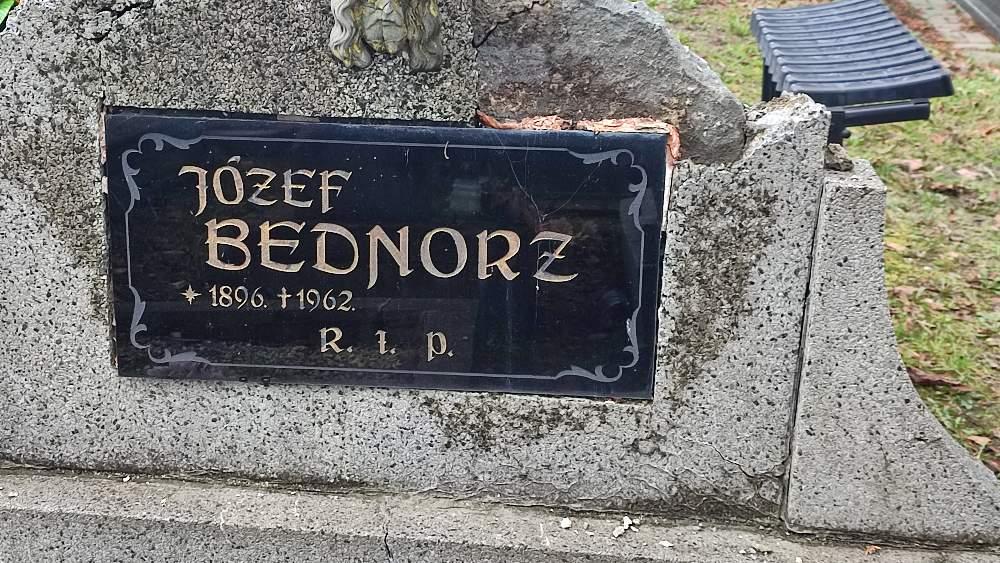 JÓZEF
BEDNORZ
* 1896. † 1962.
R. i. p.